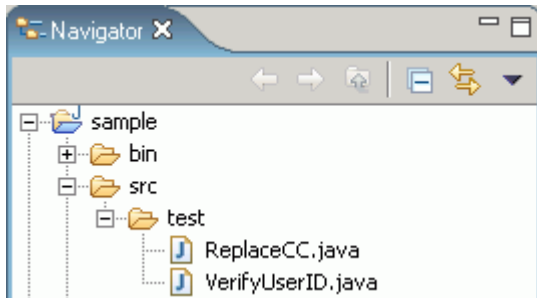 Navigator
sample
bin
src
test
ReplaceCC.java
VerifyUserID.java